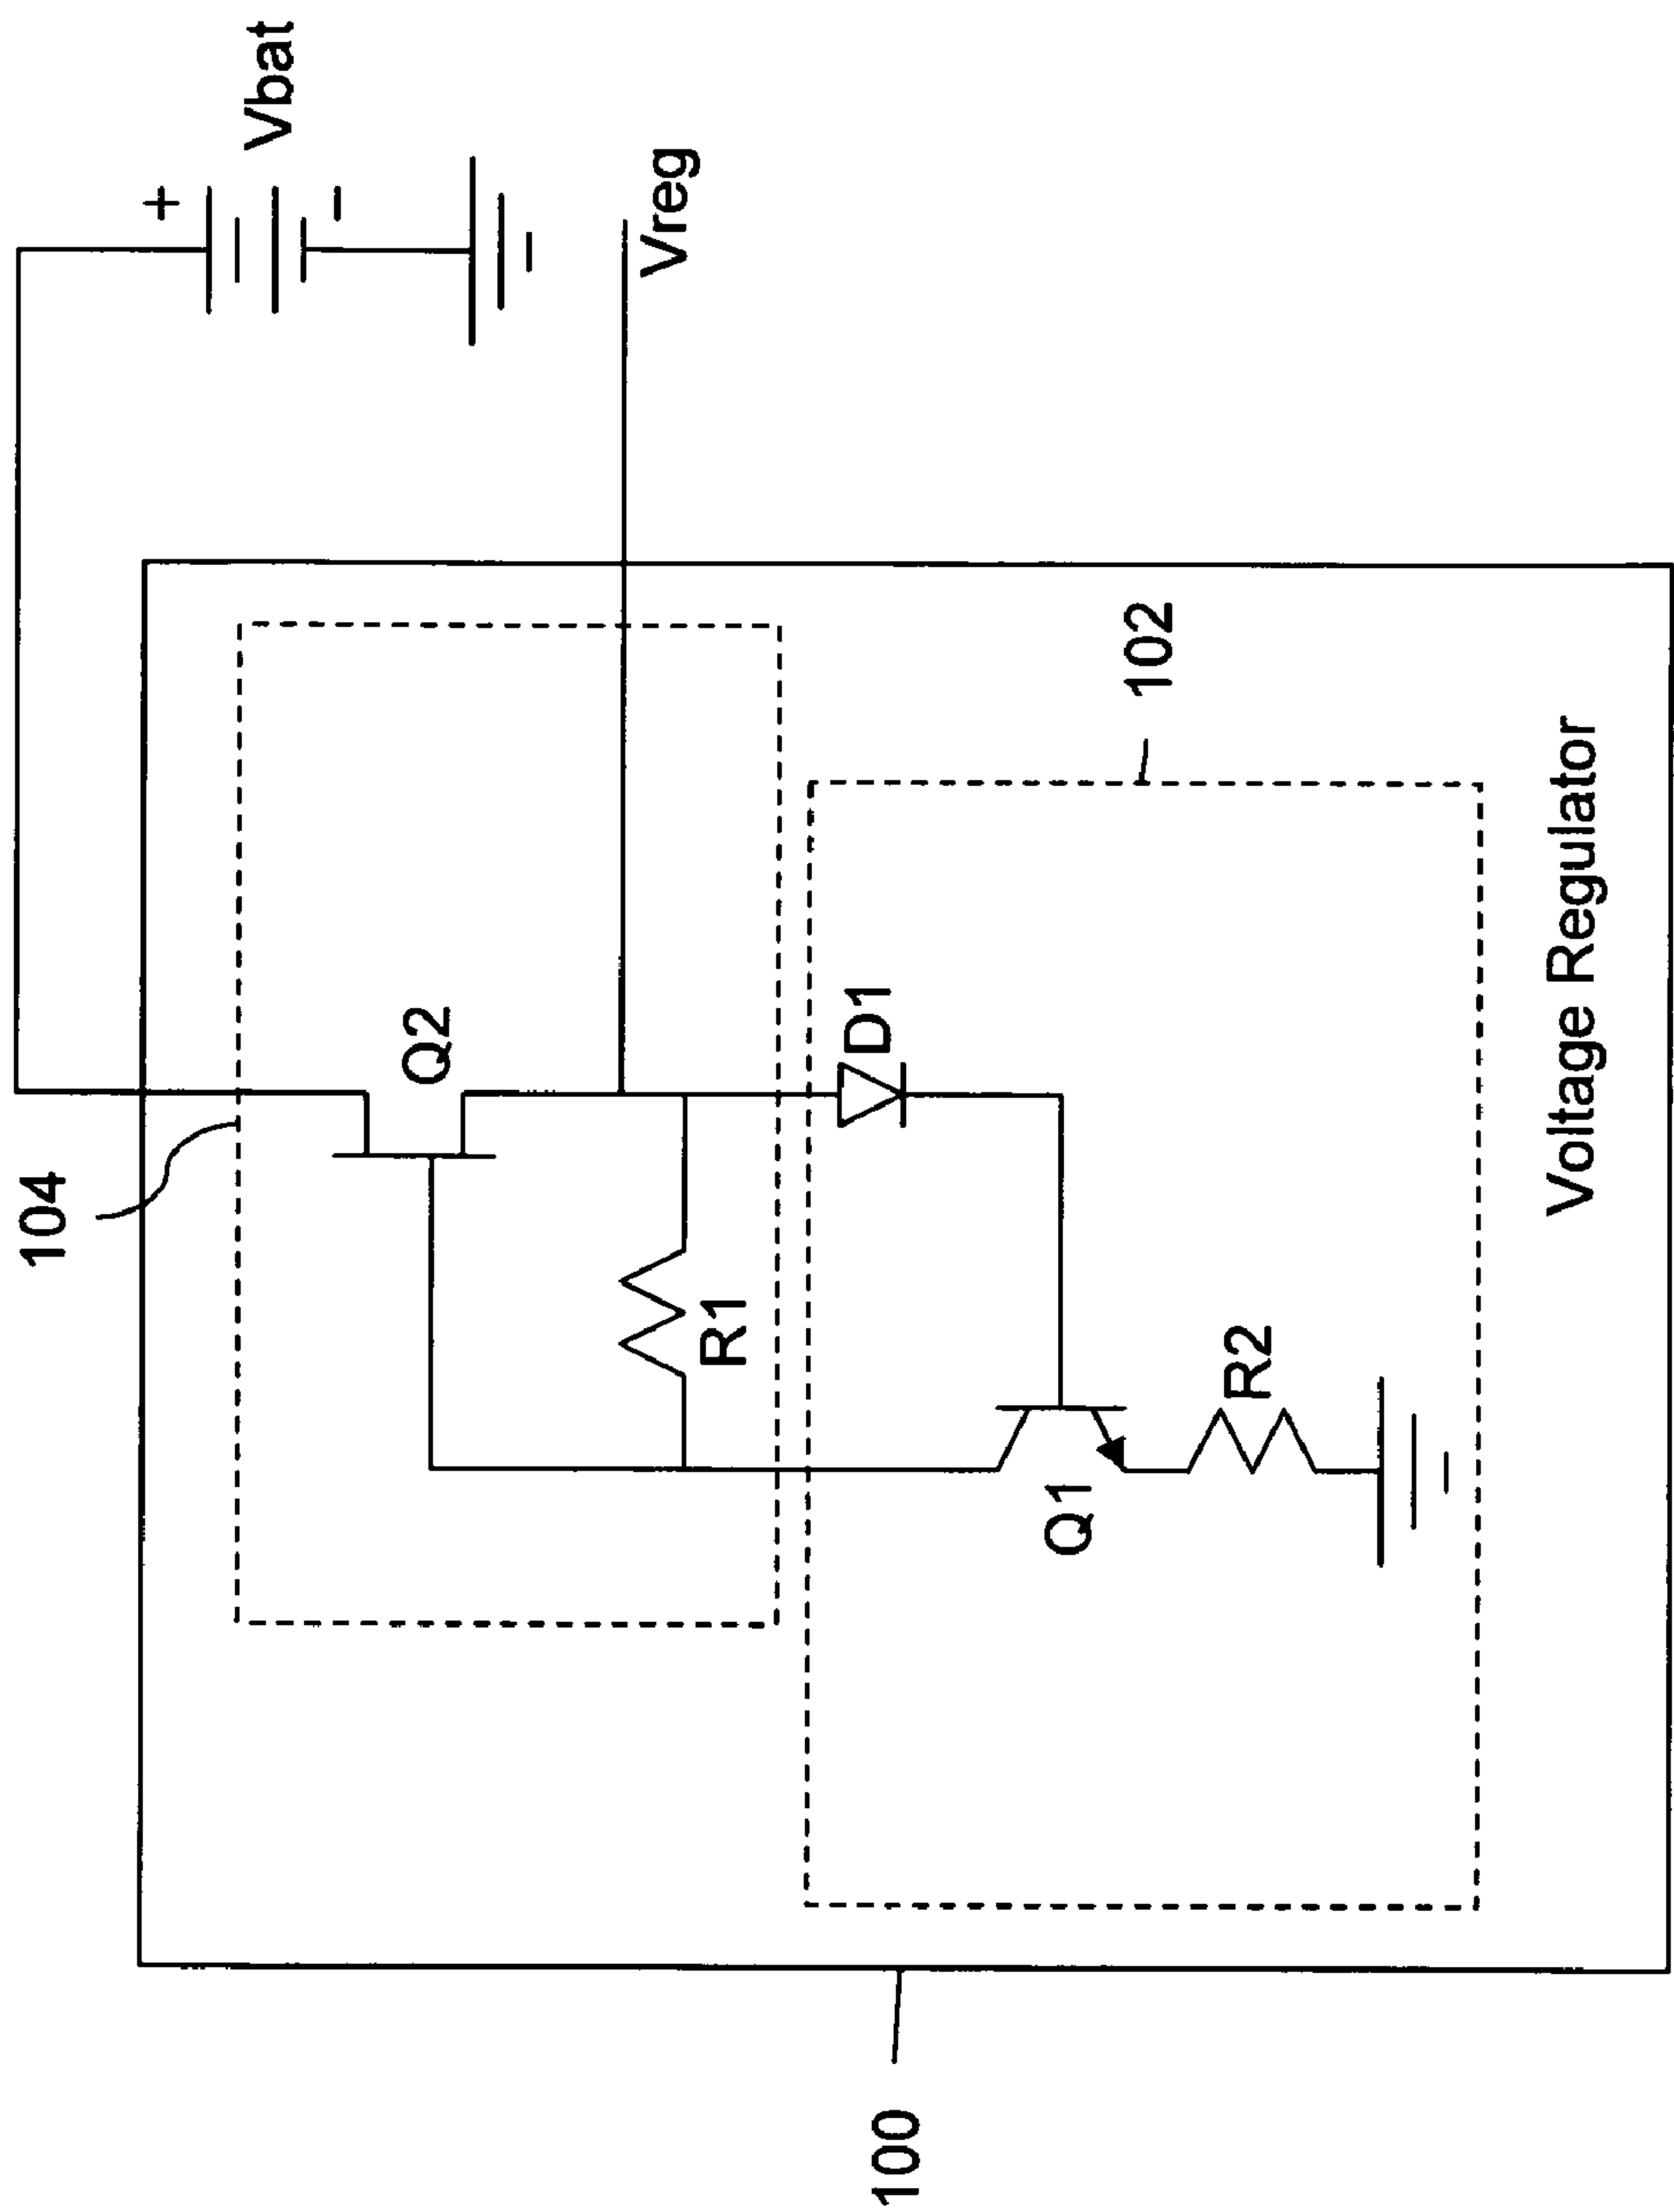 100
104
Q2
R1
Q1
R2
D1
102
Voltage Regulator
Vreg
+
Vbat
−